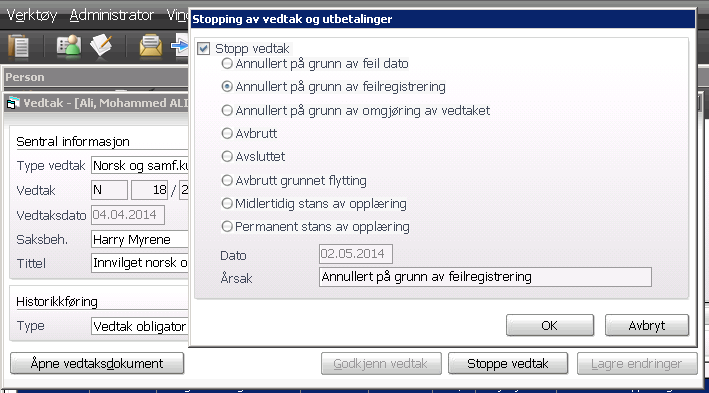 Verktøy Administrator Vin
Person
Vedtak - [Ali, Mohammed ALI
Sentral informasjon
Type vedtak Norsk og samf.ku
Vedtak N 18 / 2
Vedtaksdato 04.04.2014
Saksbeh. Harry Myrene
Tittel Innvilget norsk o
Historikkføring
Type Vedtak obligator
Åpne vedtaksdokument
Godkjenn vedtak
Stoppe vedtak
Lagre endringer
Stopping av vedtak og utbetalinger
Stopp vedtak
Annullert på grunn av feil dato
Annullert på grunn av feilregistrering
Annullert på grunn av omgjøring av vedtaket
Avbrutt
Avsluttet
Avbrutt grunnet flytting
Midlertidig stans av opplæring
Permanent stans av opplæring
Dato 02.05.2014
Årsak Annullert på grunn av feilregistrering
OK
Avbryt